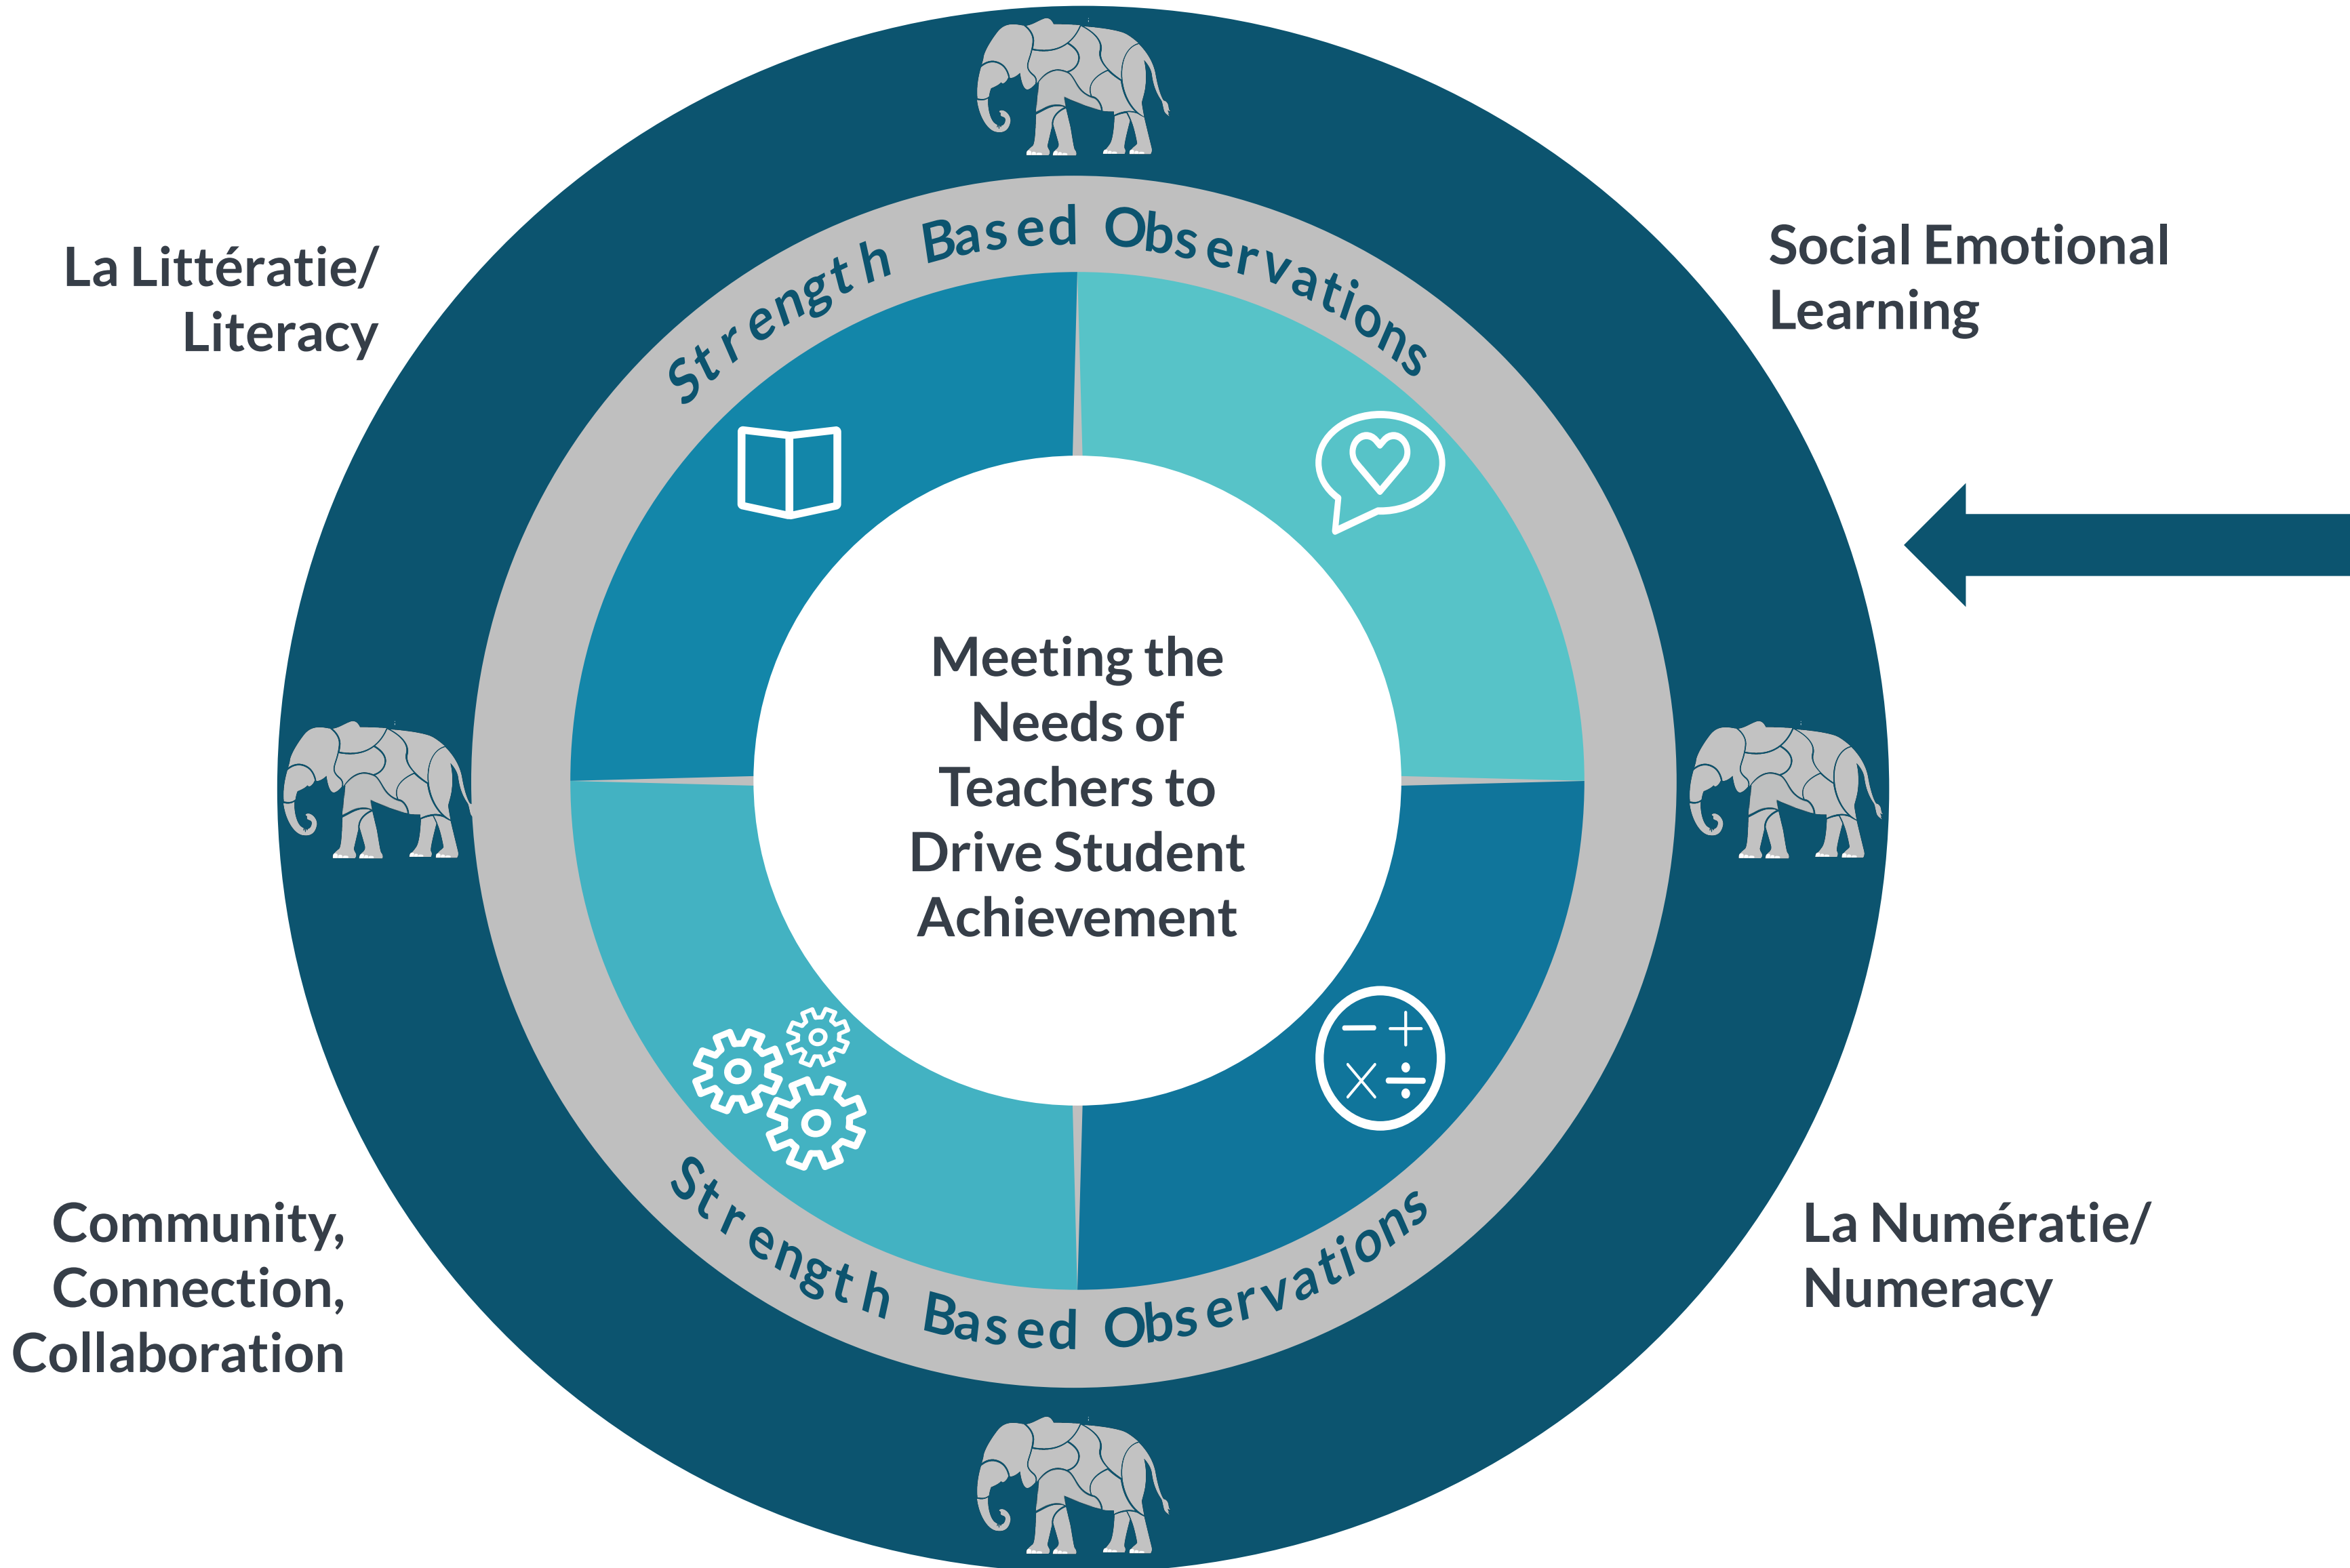 Strength Based Observations
La Littératie/
Literacy
Social Emotional
Learning
Meeting the
Needs of
Teachers to
Drive Student
Achievement
Community,
Connection,
Collaboration
La Numératie/
Numeracy
Strength Based Observations